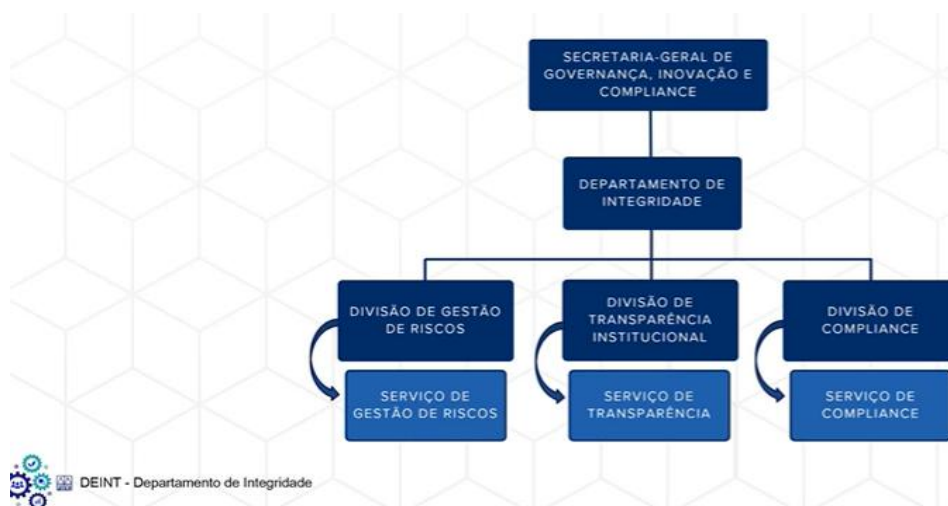 SECRETARIA-GERAL DE
GOVERNANÇA, INOVAÇÃO E
COMPLIANCE
DEPARTAMENTO DE
INTEGRIDADE
DIVISÃO DE GESTÃO
DE RISCOS
DIVISÃO DE
TRANSPARÊNCIA
INSTITUCIONAL
DIVISÃO DE
COMPLIANCE
SERVIÇO DE
GESTÃO DE RISCOS
SERVIÇO DE
TRANSPARÊNCIA
SERVIÇO DE
COMPLIANCE
DEINT - Departamento de Integridade